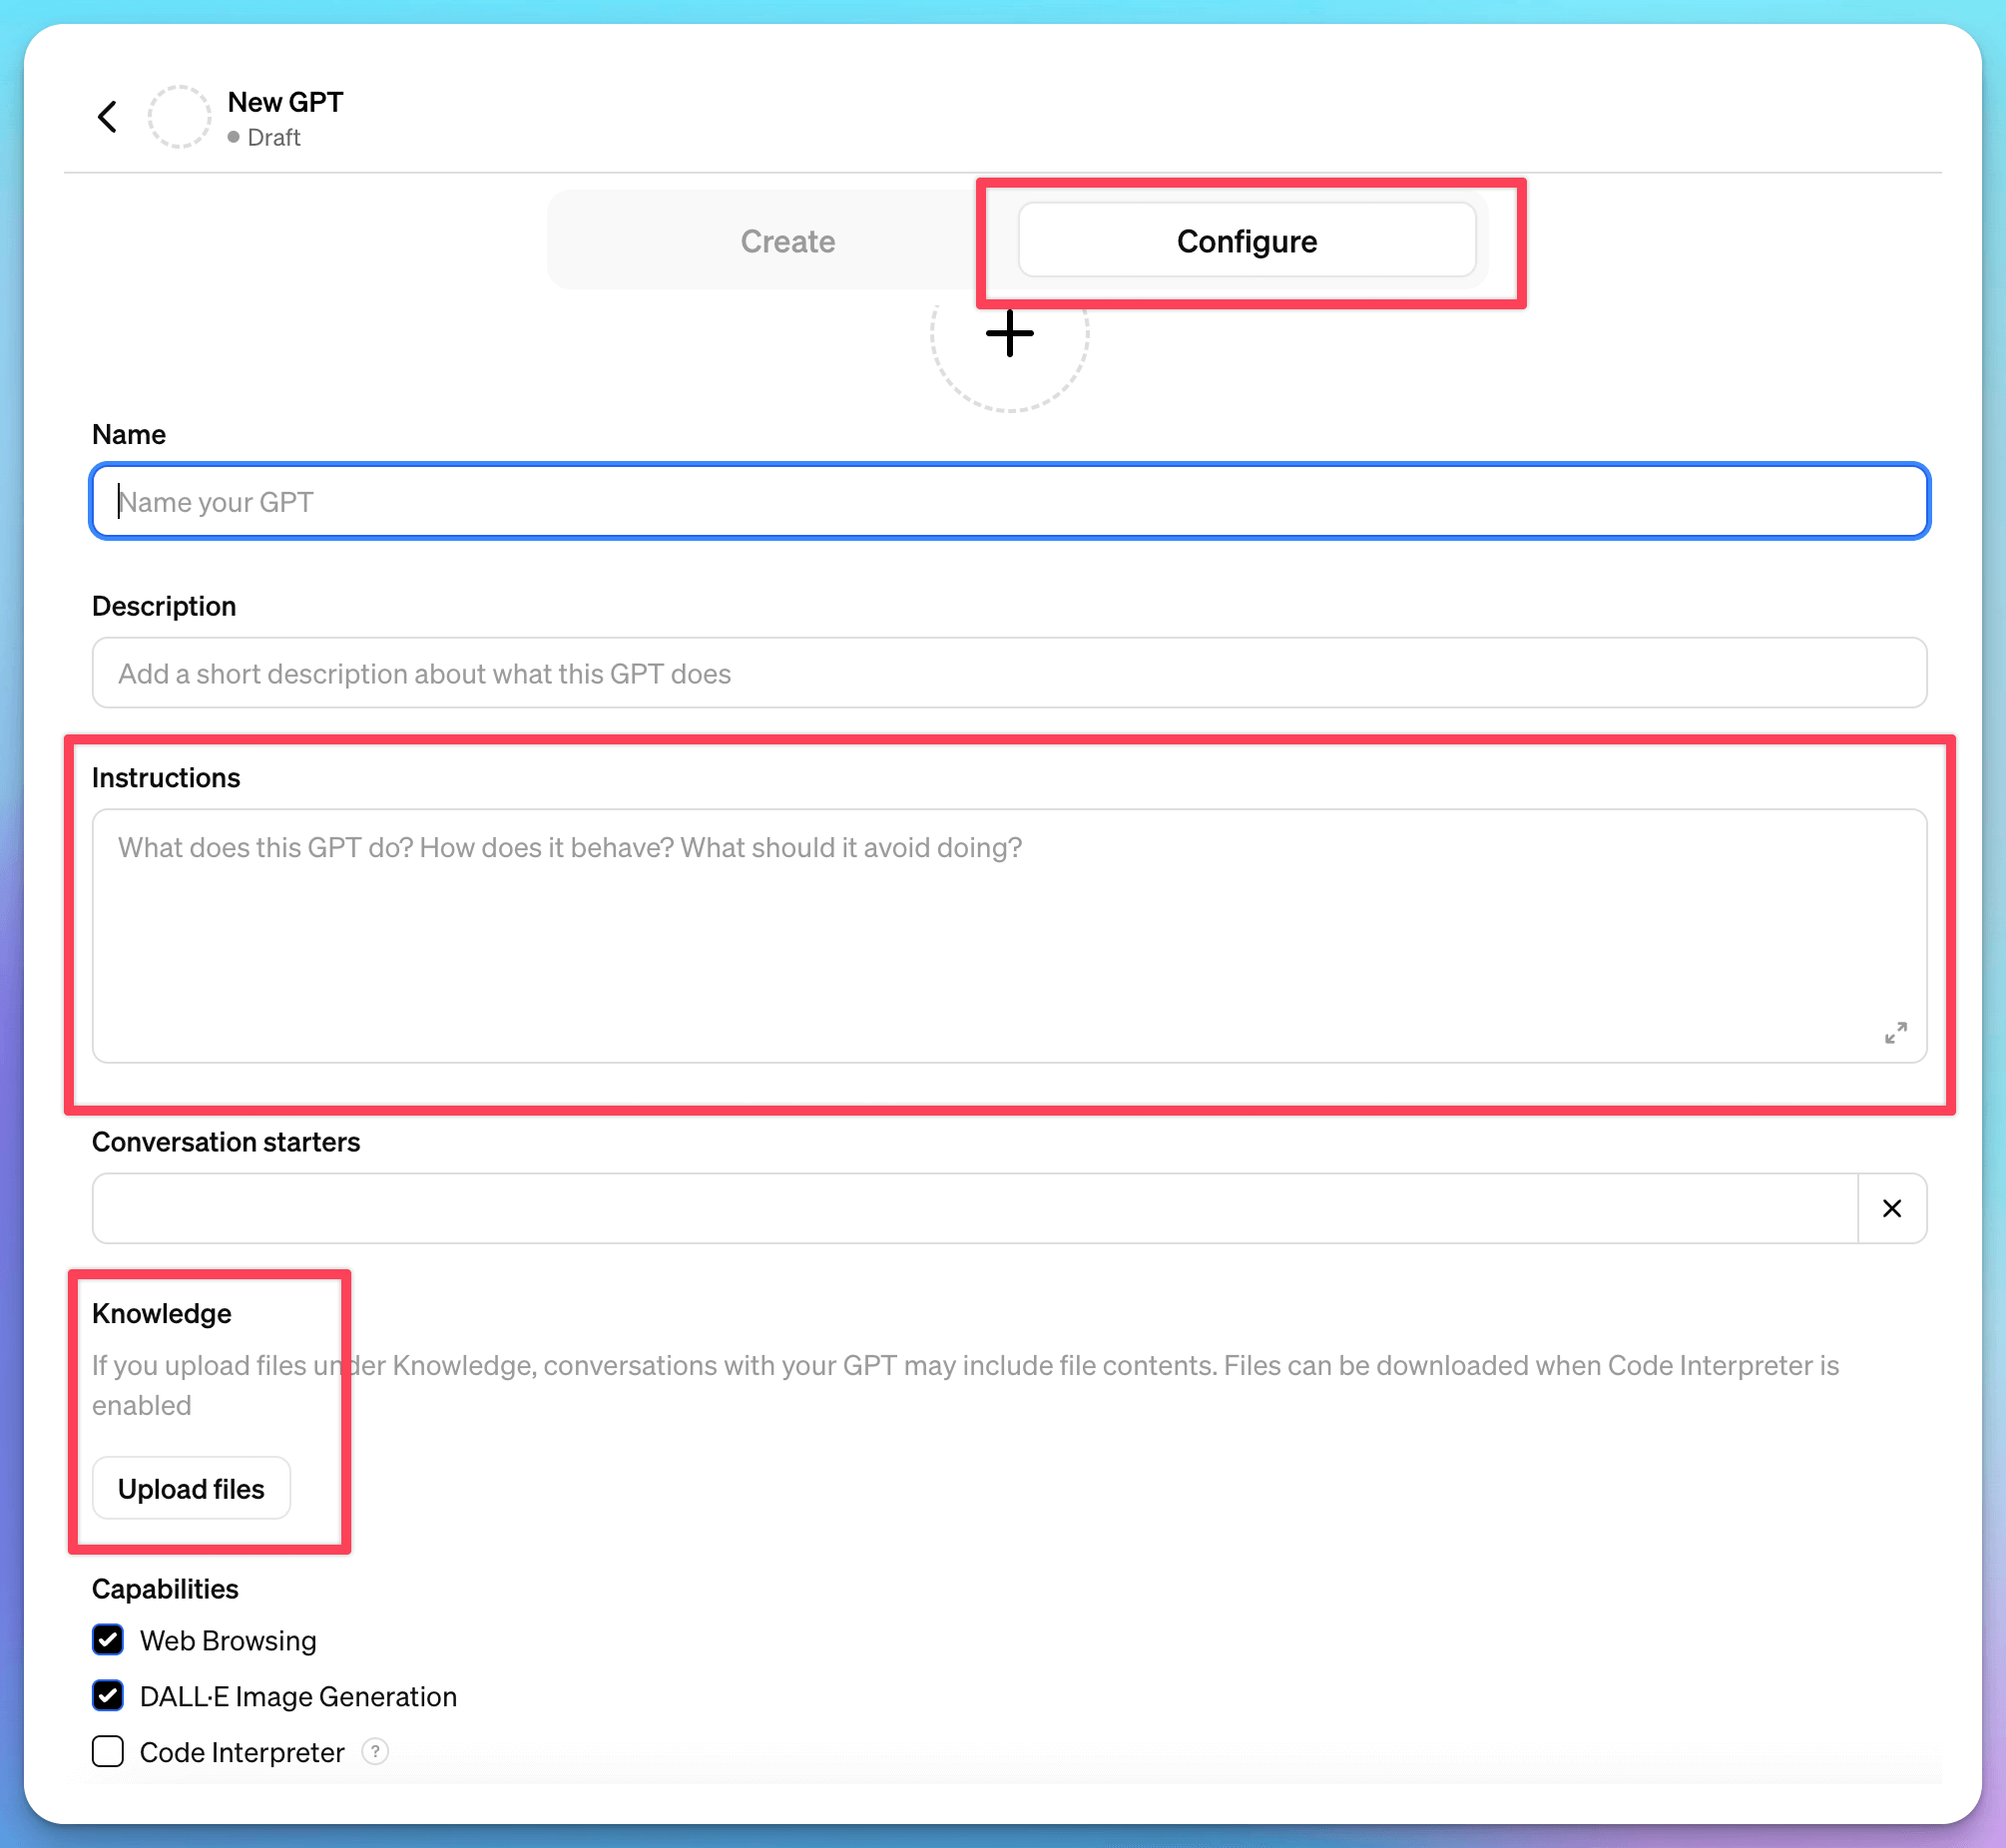 New GPT
Draft
Create
Configure
Name
Name your GPT
Description
Add a short description about what this GPT does
Instructions
What does this GPT do? How does it behave? What should it avoid doing?
Conversation starters
Knowledge
If you upload files under Knowledge, conversations with your GPT may include file contents. Files can be downloaded when Code Interpreter is
enabled
Upload files
Capabilities
Web Browsing
DALL·E Image Generation
Code Interpreter ?